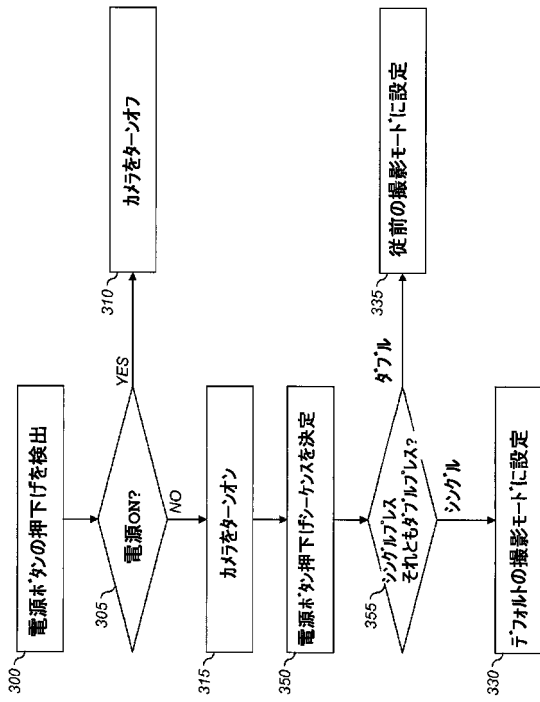 300
電源ボタンの押下げを検出
305
電源ON?
YES
310
カメラをターンオフ
NO
315
カメラをターンオン
350
電源ボタン押下げシーケンスを決定
355
シングルプレス
それともダブルプレス?
ダブル
335
従前の撮影モードに設定
シングル
330
デフォルトの撮影モードに設定